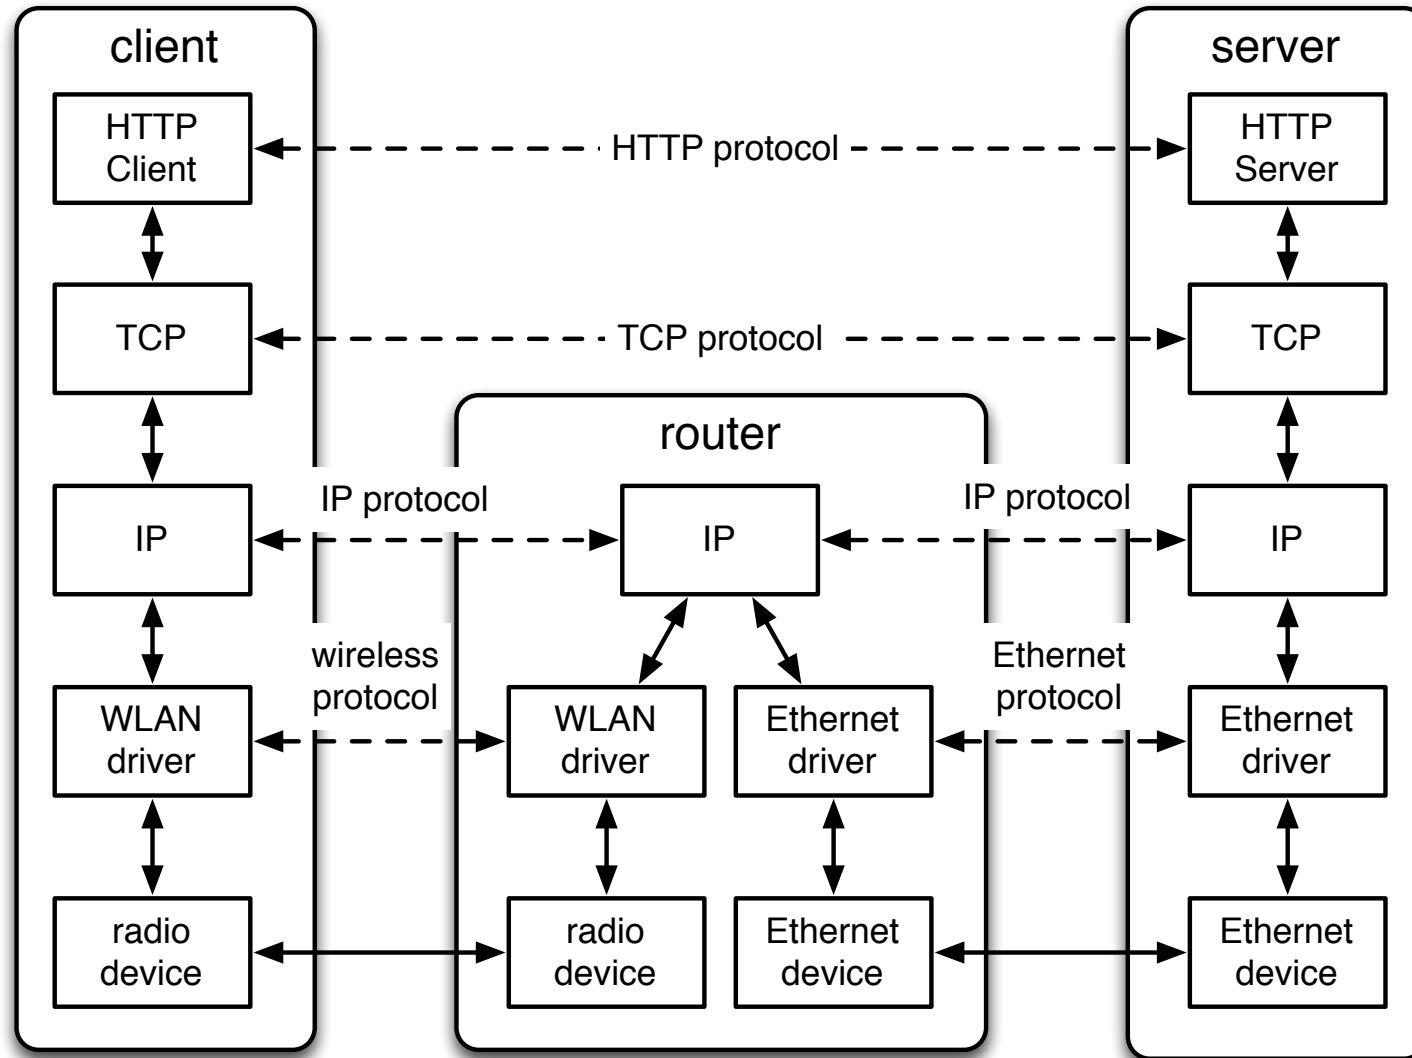 client
server
HTTP
Client
HTTP protocol
HTTP
Server
TCP
TCP protocol
TCP
router
IP protocol
IP protocol
IP
IP
IP
wireless
protocol
Ethernet
protocol
WLAN
driver
WLAN
driver
Ethernet
driver
Ethernet
driver
radio
device
radio
device
Ethernet
device
Ethernet
device